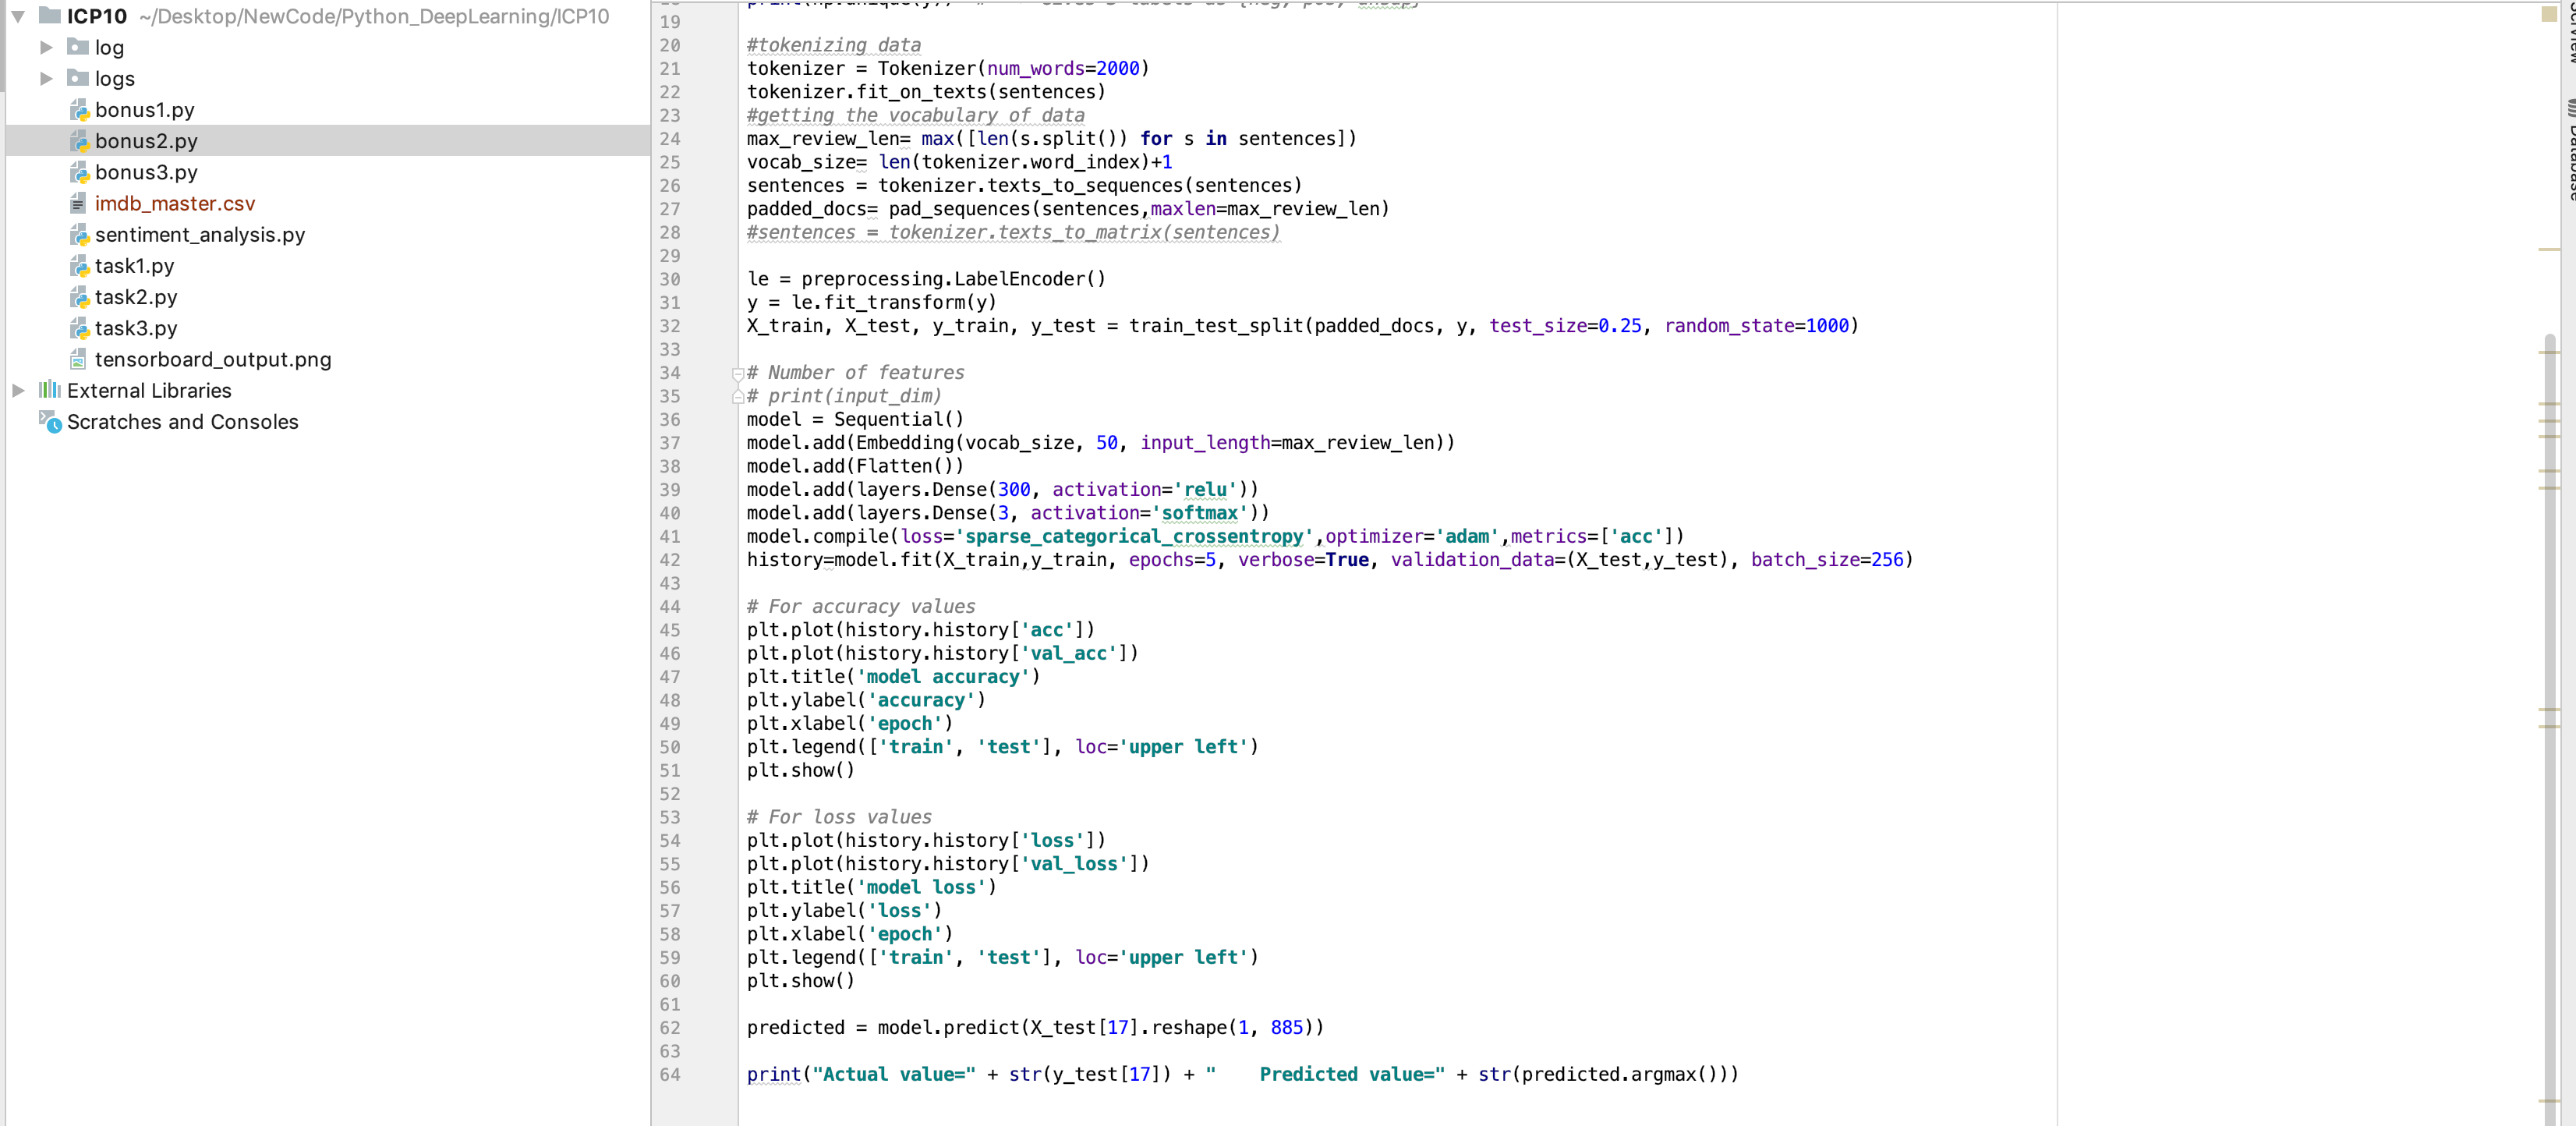 ICP10 ~/Desktop/NewCode/Python_DeepLearning/ICP10
log
logs
bonus1.py
bonus2.py
bonus3.py
imdb_master.csv
sentiment_analysis.py
task1.py
task2.py
task3.py
tensorboard_output.png
External Libraries
Scratches and Consoles
19
20 #tokenizing data
21 tokenizer = Tokenizer(num_words=2000)
22 tokenizer.fit_on_texts(sentences)
23 #getting the vocabulary of data
24 max_review_len= max([len(s.split()) for s in sentences])
25 vocab_size= len(tokenizer.word_index)+1
26 sentences = tokenizer.texts_to_sequences(sentences)
27 padded_docs= pad_sequences(sentences,maxlen=max_review_len)
28 #sentences = tokenizer.texts_to_matrix(sentences)
29
30 le = preprocessing.LabelEncoder()
31 y = le.fit_transform(y)
32 X_train, X_test, y_train, y_test = train_test_split(padded_docs, y, test_size=0.25, random_state=1000)
33
34 # Number of features
35 # print(input_dim)
36 model = Sequential()
37 model.add(Embedding(vocab_size, 50, input_length=max_review_len))
38 model.add(Flatten())
39 model.add(layers.Dense(300, activation='relu'))
40 model.add(layers.Dense(3, activation='softmax'))
41 model.compile(loss='sparse_categorical_crossentropy',optimizer='adam',metrics=['acc'])
42 history=model.fit(X_train,y_train, epochs=5, verbose=True, validation_data=(X_test,y_test), batch_size=256)
43
44 # For accuracy values
45 plt.plot(history.history['acc'])
46 plt.plot(history.history['val_acc'])
47 plt.title('model accuracy')
48 plt.ylabel('accuracy')
49 plt.xlabel('epoch')
50 plt.legend(['train', 'test'], loc='upper left')
51 plt.show()
52
53 # For loss values
54 plt.plot(history.history['loss'])
55 plt.plot(history.history['val_loss'])
56 plt.title('model loss')
57 plt.ylabel('loss')
58 plt.xlabel('epoch')
59 plt.legend(['train', 'test'], loc='upper left')
60 plt.show()
61
62 predicted = model.predict(X_test[17].reshape(1, 885))
63
64 print("Actual value=" + str(y_test[17]) + "    Predicted value=" + str(predicted.argmax()))
Database